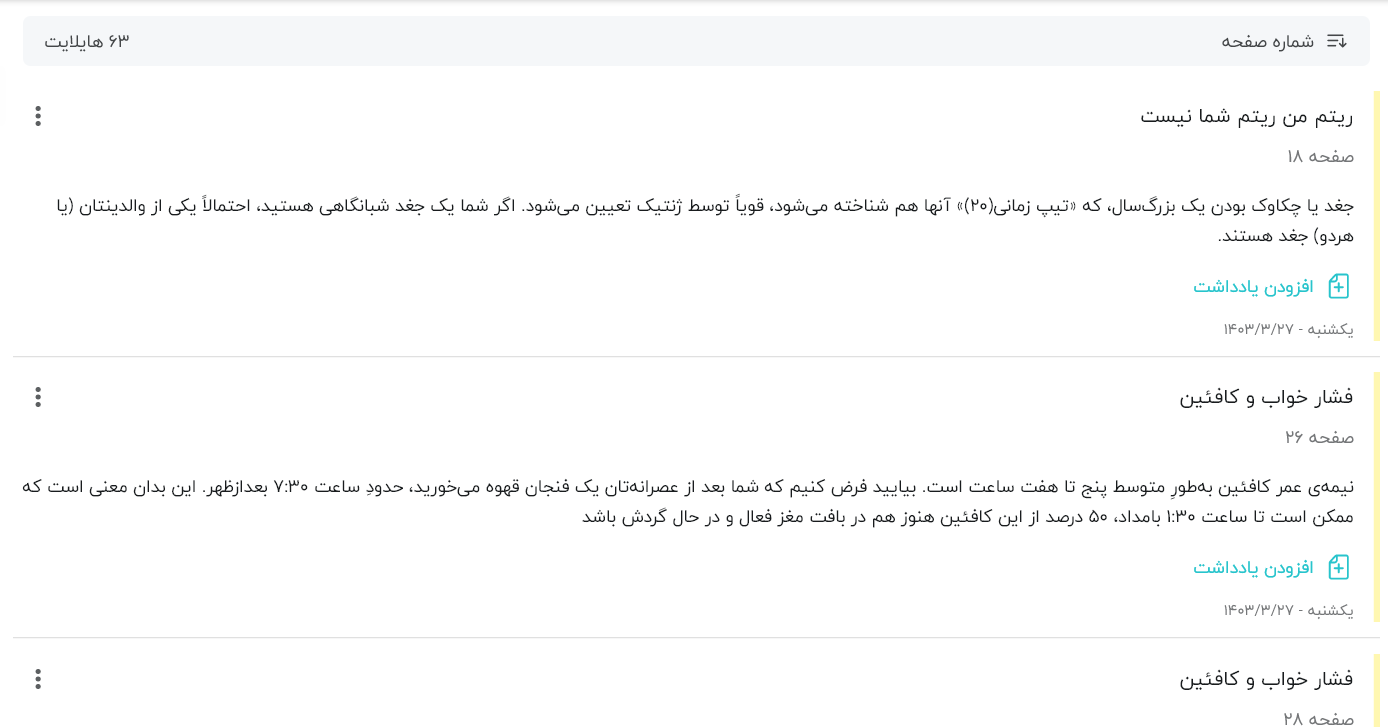 شماره صفحه
۶۳ هایلایت
ریتم من ریتم شما نیست
صفحه ۱۸
جغد یا چکاوک بودن یک بزرگ‌سال، که «تیپ زمانی(۲۰)» آنها هم شناخته می‌شود، قویاً توسط ژنتیک تعیین می‌شود. اگر شما یک جغد شبانگاهی هستید، احتمالاً یکی از والدینتان (یا
هردو) جغد هستند.
افزودن یادداشت
یکشنبه - ۱۴۰۳/۳/۲۷
فشار خواب و کافئین
صفحه ۲۶
نیمه‌ی عمر کافئین به‌طورِ متوسط پنج تا هفت ساعت است. بیایید فرض کنیم که شما بعد از عصرانه‌تان یک فنجان قهوه می‌خورید، حدودِ ساعت ۷:۳۰ بعدازظهر. این بدان معنی است که
ممکن است تا ساعت ۱:۳۰ بامداد، ۵۰ درصد از این کافئین هنوز هم در بافت مغز فعال و در حال گردش باشد
افزودن یادداشت
یکشنبه - ۱۴۰۳/۳/۲۷
فشار خواب و کافئین
صفحه ۲۸